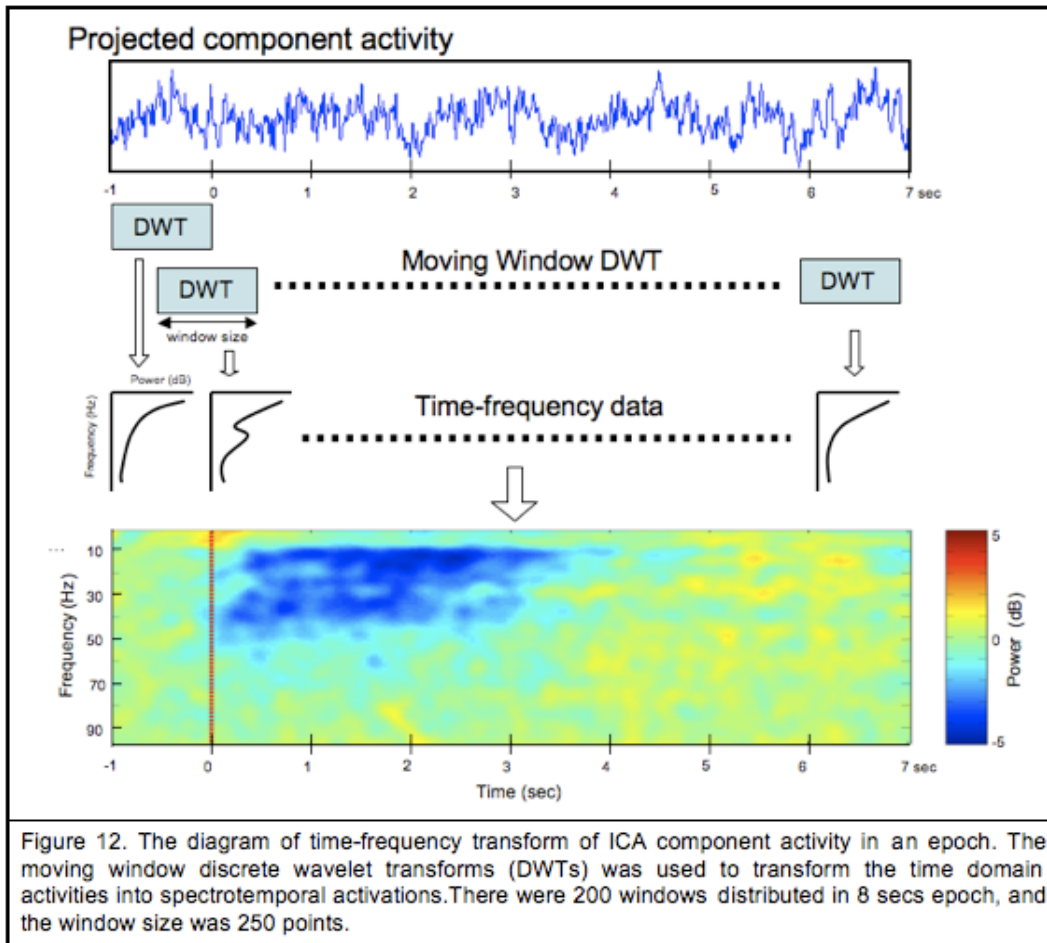 Projected component activity
-1 0 1 2 3 4 5 6 7 sec
DWT
Moving Window DWT
DWT
DWT
window size
Power (dB)
Frequency (Hz)
Time-frequency data
...
10
30
50
70
90
Frequency (Hz)
-1 0 1 2 3 4 5 6 7 sec
Time (sec)
5
0
-5
Power (dB)
Figure 12. The diagram of time-frequency transform of ICA component activity in an epoch. The
moving window discrete wavelet transforms (DWTs) was used to transform the time domain
activities into spectrotemporal activations.There were 200 windows distributed in 8 secs epoch, and
the window size was 250 points.